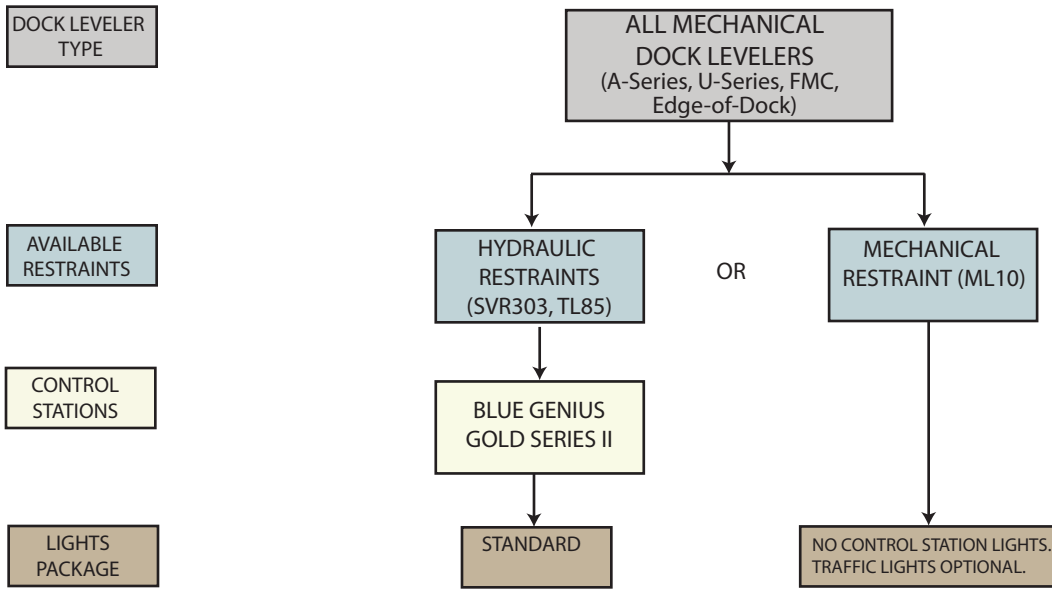 DOCK LEVELER
TYPE
ALL MECHANICAL
DOCK LEVELERS
(A-Series, U-Series, FMC,
Edge-of-Dock)
AVAILABLE
RESTRAINTS
HYDRAULIC
RESTRAINTS
(SVR303, TL85)
OR
MECHANICAL
RESTRAINT (ML10)
CONTROL
STATIONS
BLUE GENIUS
GOLD SERIES II
LIGHTS
PACKAGE
STANDARD
NO CONTROL STATION LIGHTS.
TRAFFIC LIGHTS OPTIONAL.